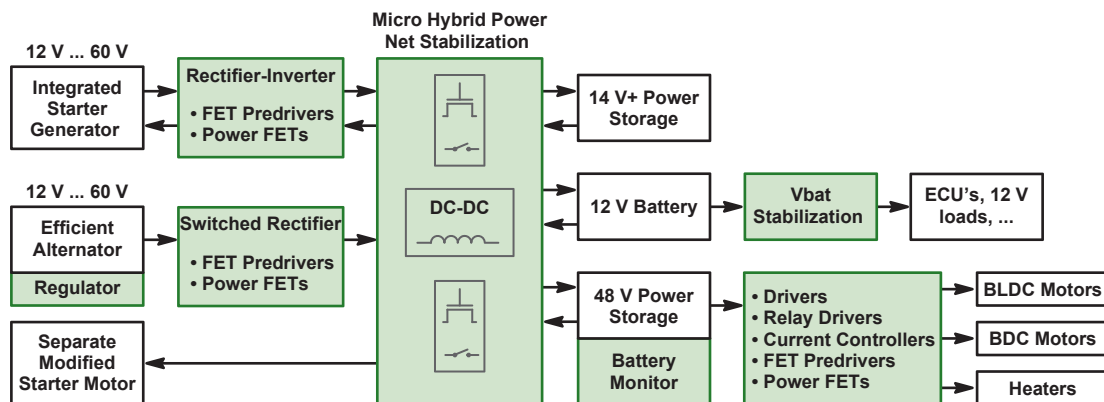 Micro Hybrid Power
Net Stabilization
12 V ... 60 V
Integrated
Starter
Generator
Rectifier-Inverter
• FET Predrivers
• Power FETs
14 V+ Power
Storage
12 V ... 60 V
Efficient
Alternator
Regulator
Switched Rectifier
• FET Predrivers
• Power FETs
DC-DC
12 V Battery
Vbat
Stabilization
ECU's, 12 V
loads, ...
Separate
Modified
Starter Motor
48 V Power
Storage
Battery
Monitor
• Drivers
• Relay Drivers
• Current Controllers
• FET Predrivers
• Power FETs
BLDC Motors
BDC Motors
Heaters